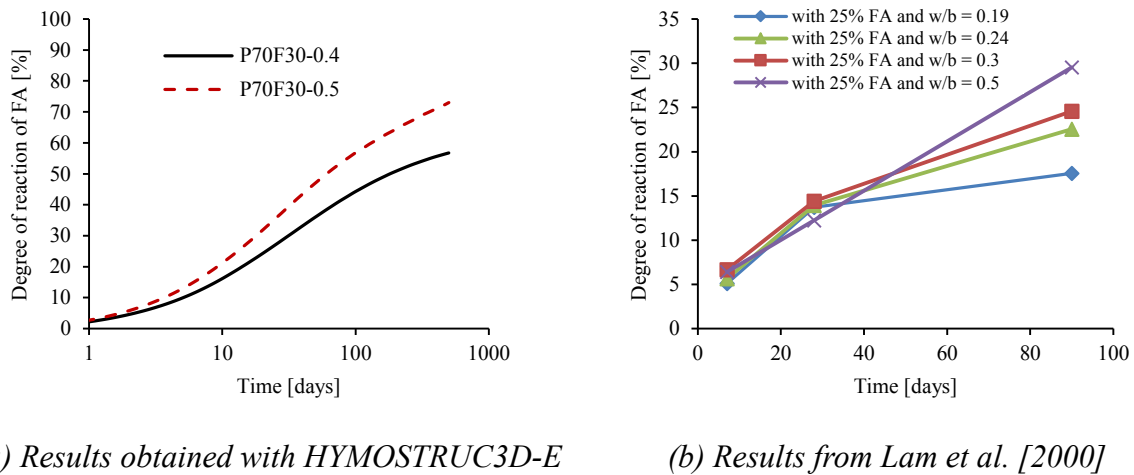 100
90
80
70
60
50
40
30
20
10
0
Degree of reaction of FA [%]
P70F30-0.4
P70F30-0.5
1
10
100
1000
Time [days]
with 25% FA and w/b = 0.19
with 25% FA and w/b = 0.24
with 25% FA and w/b = 0.3
with 25% FA and w/b = 0.5
35
30
25
20
15
10
5
0
Degree of reaction of FA [%]
0
20
40
60
80
100
Time [days]
) Results obtained with HYMOSTRUC3D-E
(b) Results from Lam et al. [2000]